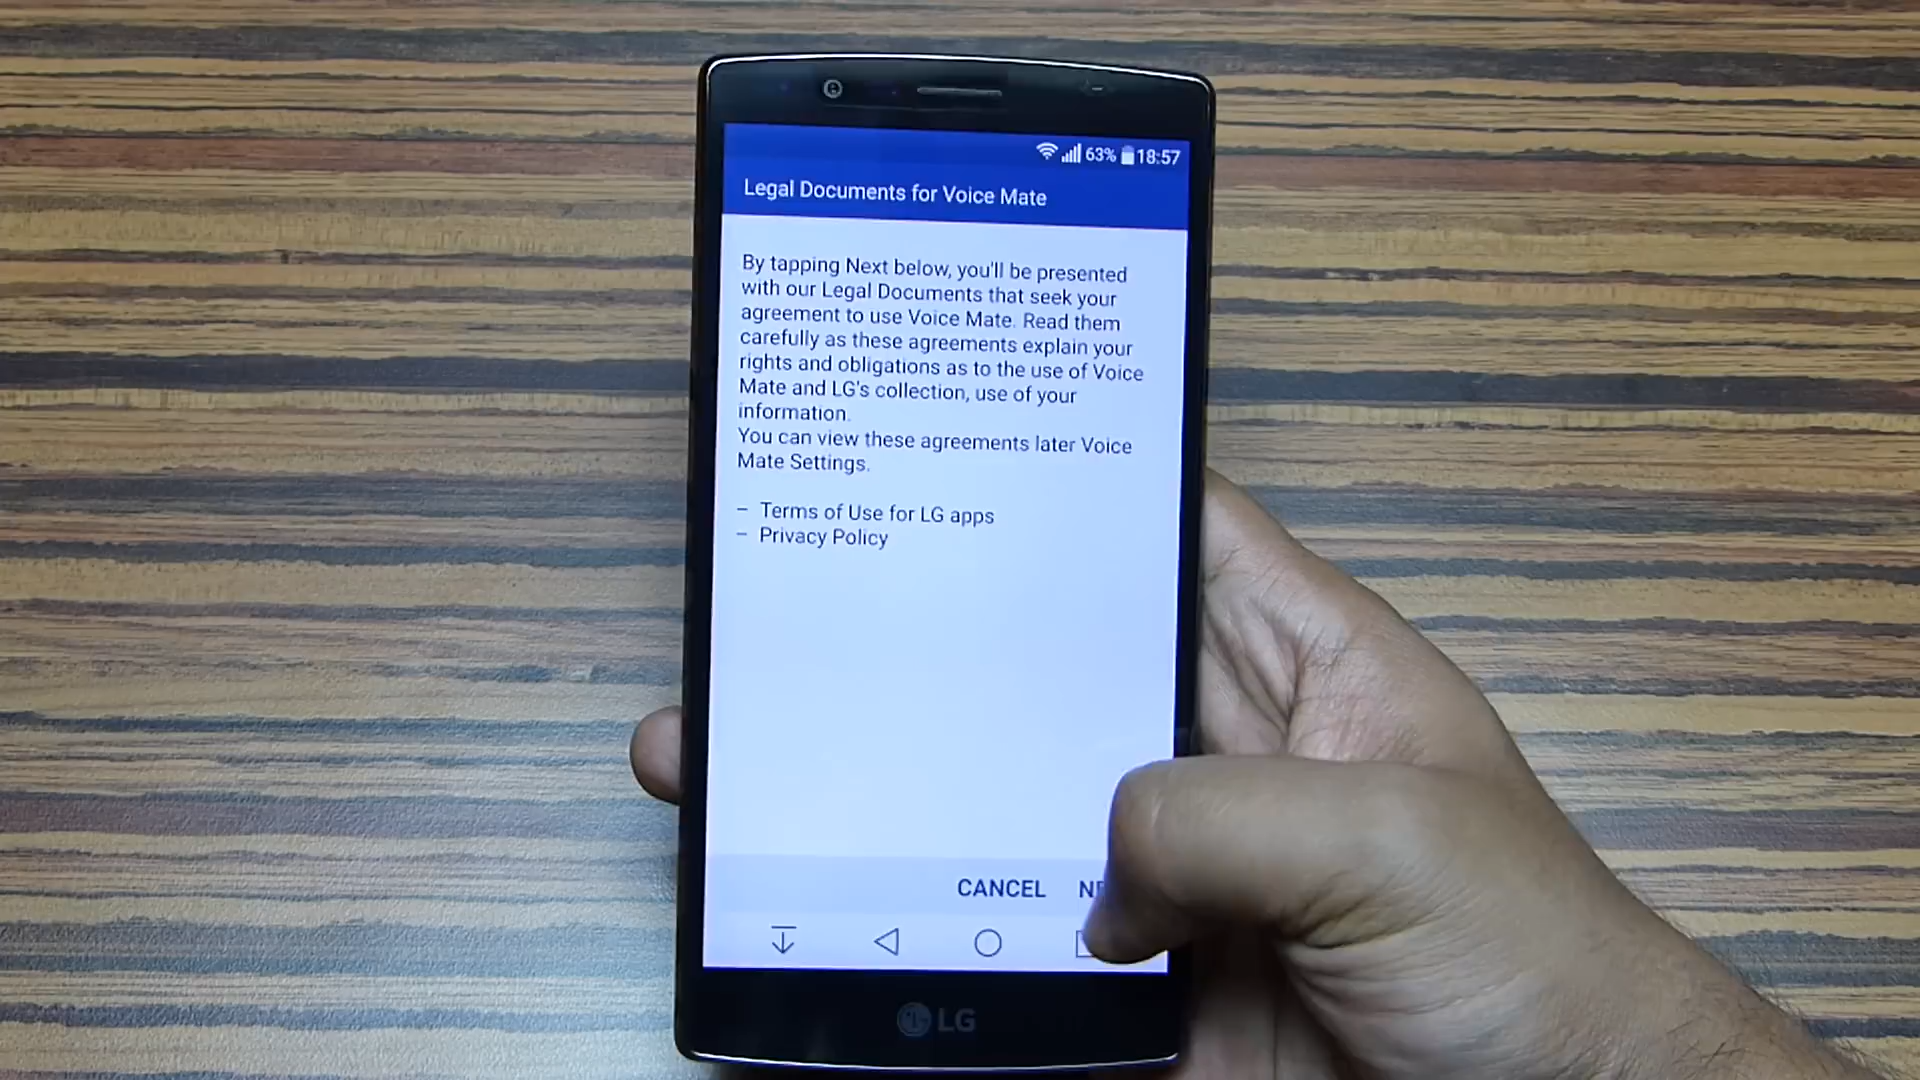 63% 18:57
Legal Documents for Voice Mate
By tapping Next below, you'll be presented
with our Legal Documents that seek your
agreement to use Voice Mate. Read them
carefully as these agreements explain your
rights and obligations as to the use of Voice
Mate and LG's collection, use of your
information.
You can view these agreements later Voice
Mate Settings.
– Terms of Use for LG apps
– Privacy Policy
CANCEL
LG